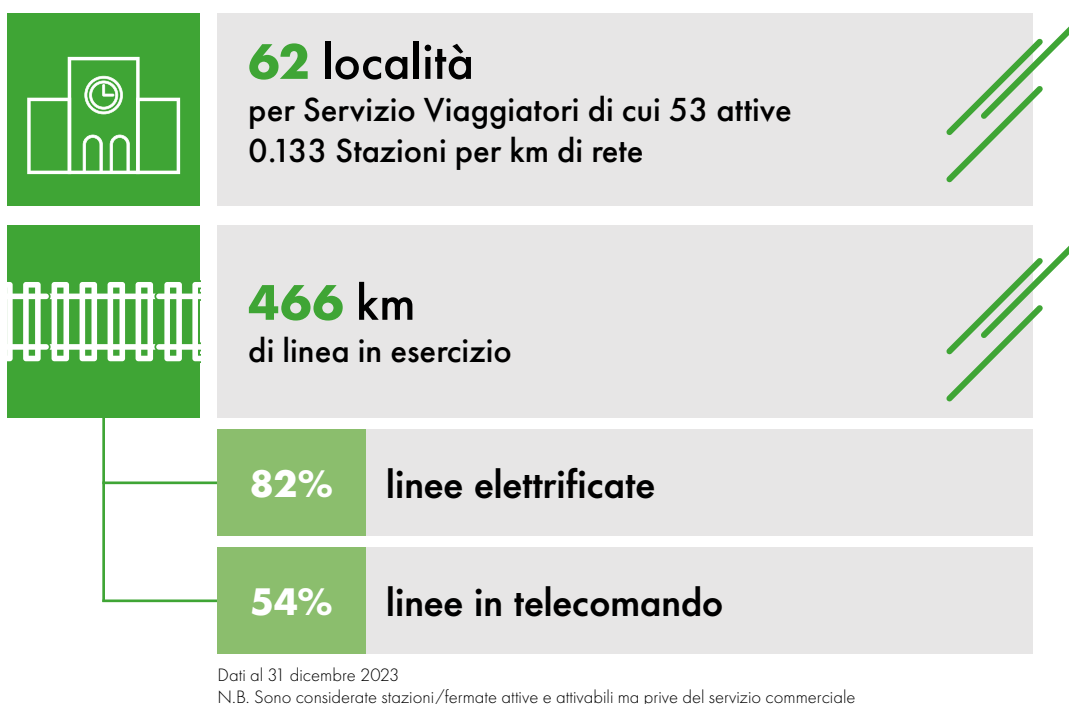 62 località
per Servizio Viaggiatori di cui 53 attive
0.133 Stazioni per km di rete
466 km
di linea in esercizio
82% linee elettrificate
54% linee in telecomando
Dati al 31 dicembre 2023
N.B. Sono considerate stazioni/fermate attive e attivabili ma prive del servizio commerciale